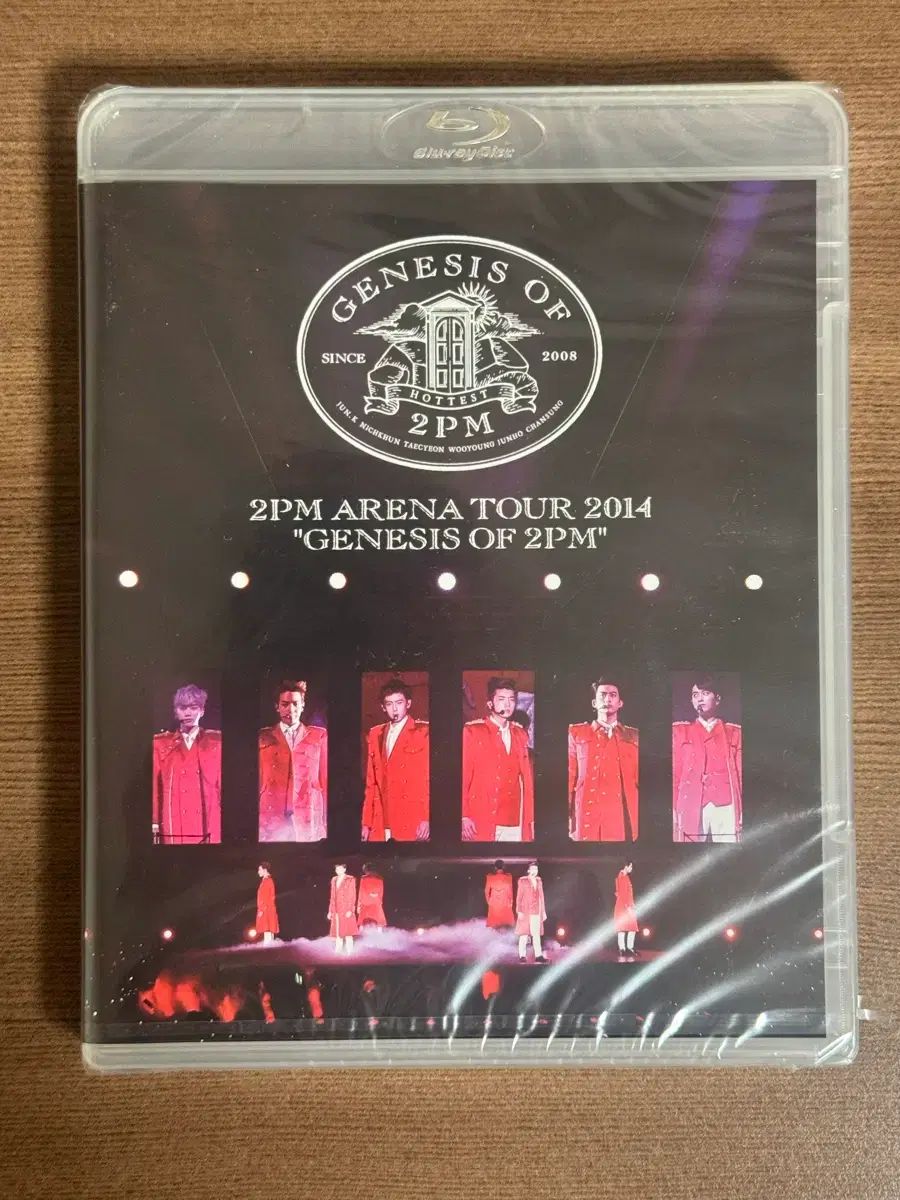 Blu-ray Disc
GENESIS OF
SINCE 2008
HOTTEST
2PM
JUN.K NICHKHUN TAECYEON WOOYOUNG JUNHO CHANSUNG
2PM ARENA TOUR 2014
"GENESIS OF 2PM"